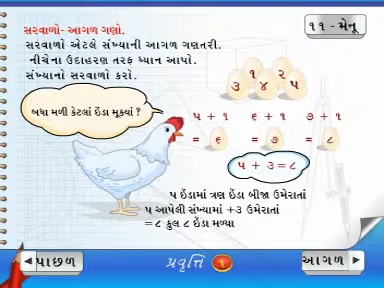 સરવાળો- આગળ ગણો.
૧૧ - મેનૂ
સરવાળો એટલે સંખ્યાની આગળ ગણતરી.
નીચેના ઉદાહરણ તરફ ધ્યાન આપો.
સંખ્યાનો સરવાળો કરો.
૩ ૧ ૪ ૨ ૫
બધા મળી કેટલાં ઇંડા મૂક્યાં ?
૫ + ૧ ૬ + ૧ ૭ + ૧
= ૬ = ૭ = ૮
૫ + ૩ = ૮
૫ ઇંડામાં ત્રણ ઇંડા બીજા ઉમેરાતાં
૫ આપેલી સંખ્યામાં +૩ ઉમેરાતાં
= ૮ કુલ ૮ ઇંડા મળ્યા
પાછળ
પ્રવૃત્તિ ૧
આગળ